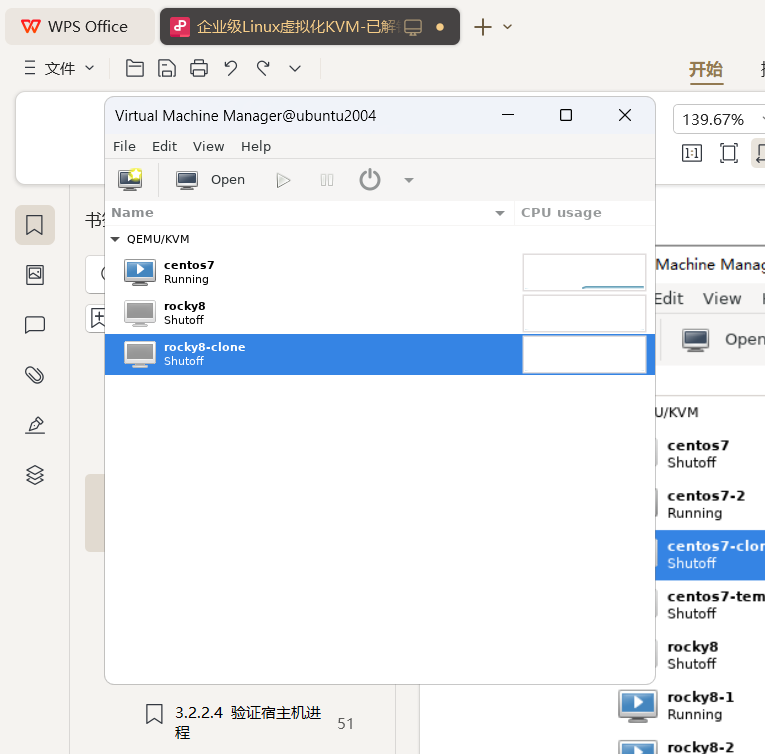 WPS Office
企业级Linux虚拟化KVM-已解
文件
开始
139.67%
1:1
Virtual Machine Manager@ubuntu2004
File Edit View Help
Open
Name CPU usage
QEMU/KVM
centos7
Running
rocky8
Shutoff
rocky8-clone
Shutoff
Machine Manag
Edit View
Open
U/KVM
centos7
Shutoff
centos7-2
Running
centos7-clon
Shutoff
centos7-tem
Shutoff
rocky8
Shutoff
rocky8-1
Running
rocky8-2
3.2.2.4 验证宿主机进
程
51